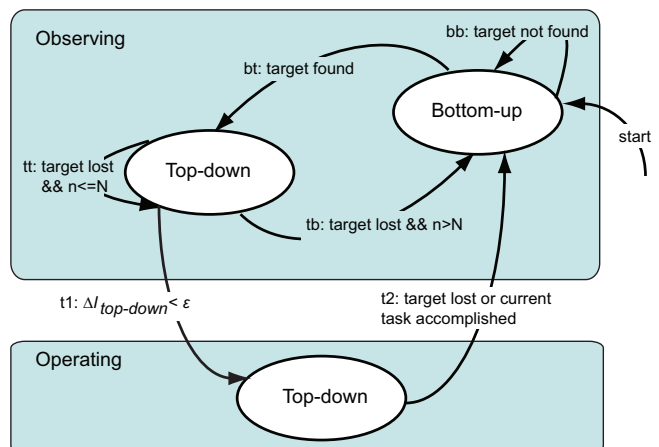 Observing
bb: target not found
bt: target found
Bottom-up
start
tt: target lost
&& n<=N
Top-down
tb: target lost && n>N
t1: ΔI top-down < ε
t2: target lost or current
task accomplished
Operating
Top-down